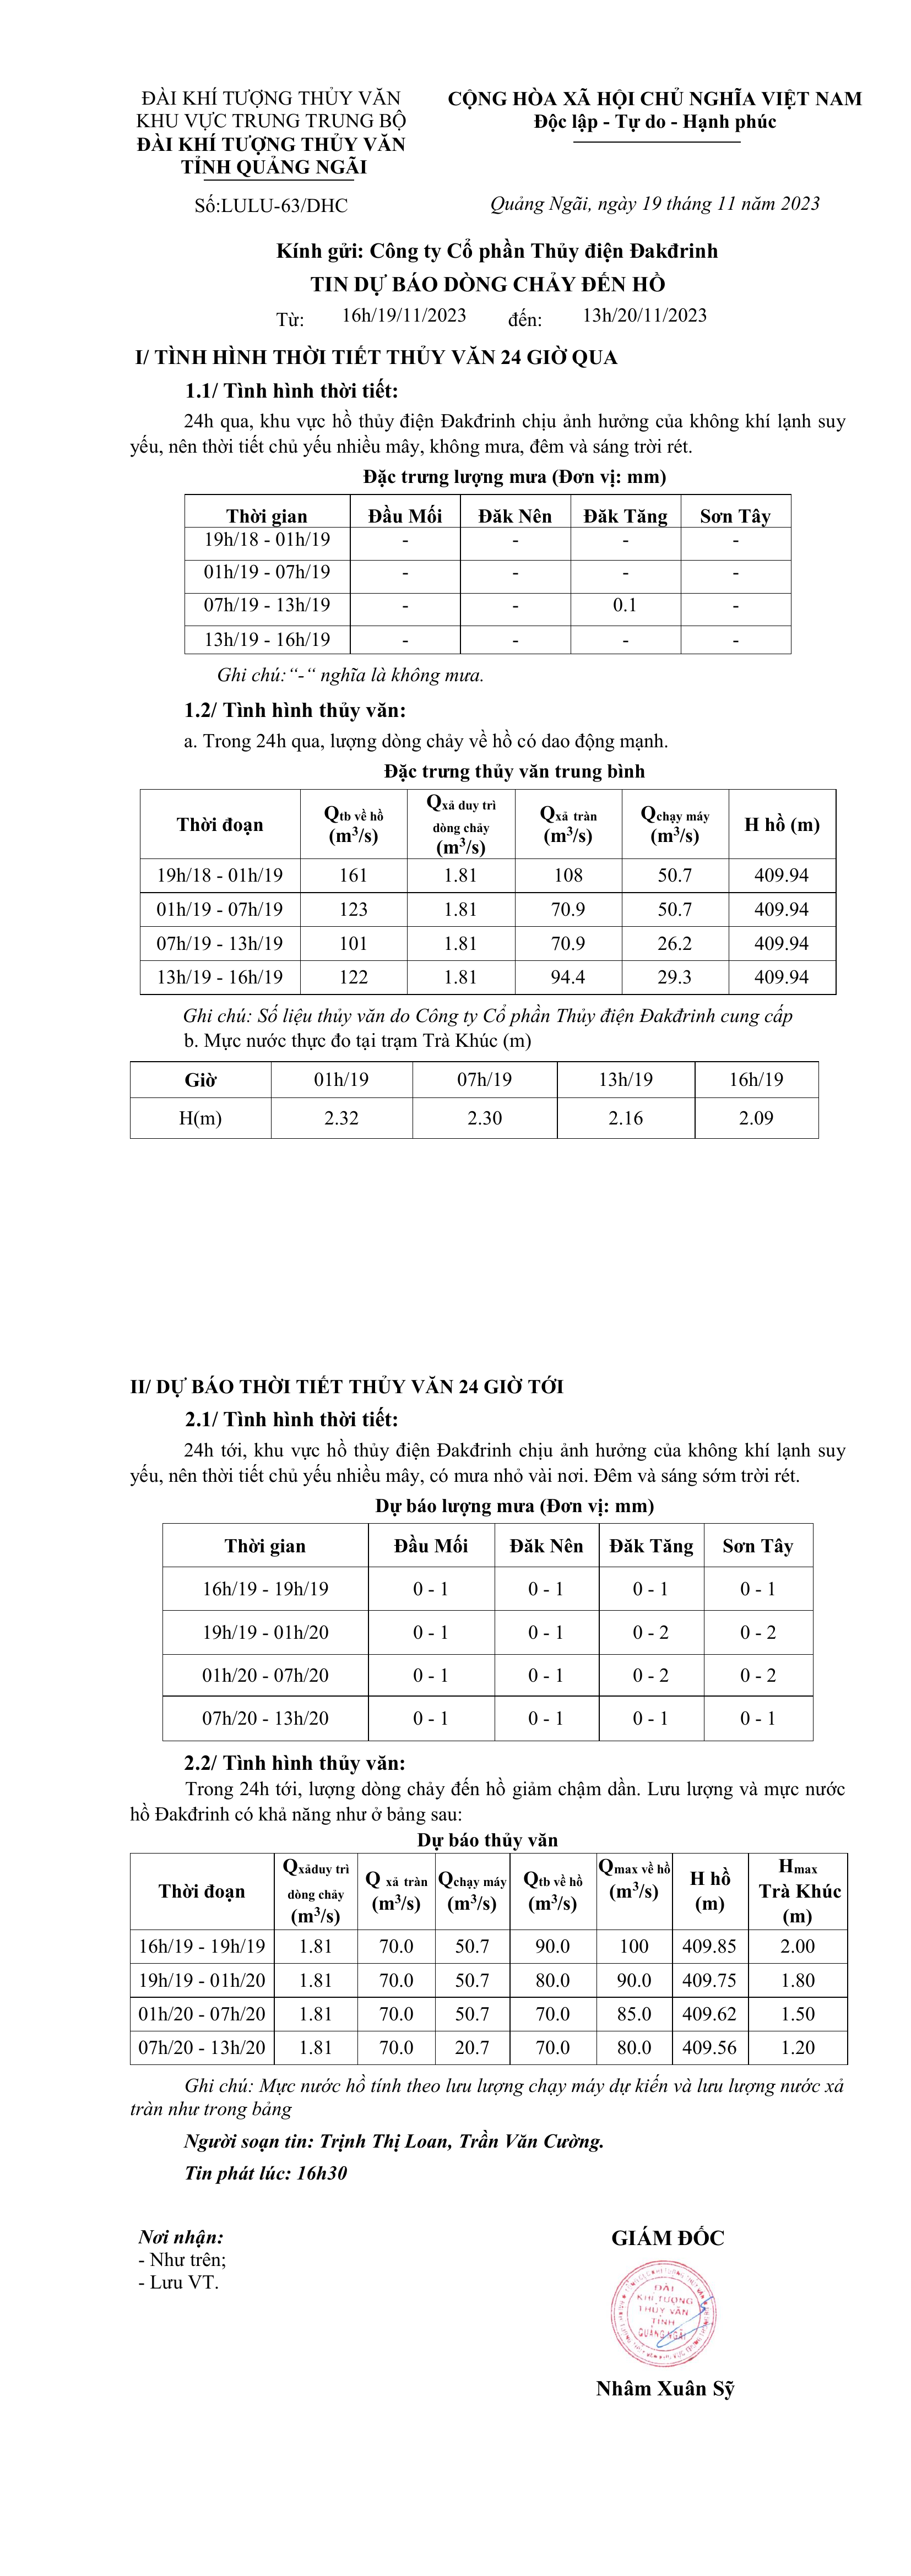 ĐÀI KHÍ TƯỢNG THỦY VĂN
KHU VỰC TRUNG TRUNG BỘ
ĐÀI KHÍ TƯỢNG THỦY VĂN
TỈNH QUẢNG NGÃI
Số:LULU-63/DHC
CỘNG HÒA XÃ HỘI CHỦ NGHĨA VIỆT NAM
Độc lập - Tự do - Hạnh phúc
Quảng Ngãi, ngày 19 tháng 11 năm 2023
Kính gửi: Công ty Cổ phần Thủy điện Đakđrinh
TIN DỰ BÁO DÒNG CHẢY ĐẾN HỒ
Từ: 16h/19/11/2023 đến: 13h/20/11/2023
I/ TÌNH HÌNH THỜI TIẾT THỦY VĂN 24 GIỜ QUA
1.1/ Tình hình thời tiết:
24h qua, khu vực hồ thủy điện Đakđrinh chịu ảnh hưởng của không khí lạnh suy
yếu, nên thời tiết chủ yếu nhiều mây, không mưa, đêm và sáng trời rét.
Đặc trưng lượng mưa (Đơn vị: mm)
Thời gian Đầu Mối Đăk Nên Đăk Tăng Sơn Tây
19h/18 - 01h/19 - - - -
01h/19 - 07h/19 - - - -
07h/19 - 13h/19 - - 0.1 -
13h/19 - 16h/19 - - - -
Ghi chú:“-“ nghĩa là không mưa.
1.2/ Tình hình thủy văn:
a. Trong 24h qua, lượng dòng chảy về hồ có dao động mạnh.
Đặc trưng thủy văn trung bình
Thời đoạn Qtb về hồ (m3/s) Qxả duy trì dòng chảy (m3/s) Qxả tràn (m3/s) Qchạy máy (m3/s) H hồ (m)
19h/18 - 01h/19 161 1.81 108 50.7 409.94
01h/19 - 07h/19 123 1.81 70.9 50.7 409.94
07h/19 - 13h/19 101 1.81 70.9 26.2 409.94
13h/19 - 16h/19 122 1.81 94.4 29.3 409.94
Ghi chú: Số liệu thủy văn do Công ty Cổ phần Thủy điện Đakđrinh cung cấp
b. Mực nước thực đo tại trạm Trà Khúc (m)
Giờ 01h/19 07h/19 13h/19 16h/19
H(m) 2.32 2.30 2.16 2.09
II/ DỰ BÁO THỜI TIẾT THỦY VĂN 24 GIỜ TỚI
2.1/ Tình hình thời tiết:
24h tới, khu vực hồ thủy điện Đakđrinh chịu ảnh hưởng của không khí lạnh suy
yếu, nên thời tiết chủ yếu nhiều mây, có mưa nhỏ vài nơi. Đêm và sáng sớm trời rét.
Dự báo lượng mưa (Đơn vị: mm)
Thời gian Đầu Mối Đăk Nên Đăk Tăng Sơn Tây
16h/19 - 19h/19 0 - 1 0 - 1 0 - 1 0 - 1
19h/19 - 01h/20 0 - 1 0 - 1 0 - 2 0 - 2
01h/20 - 07h/20 0 - 1 0 - 1 0 - 2 0 - 2
07h/20 - 13h/20 0 - 1 0 - 1 0 - 1 0 - 1
2.2/ Tình hình thủy văn:
Trong 24h tới, lượng dòng chảy đến hồ giảm chậm dần. Lưu lượng và mực nước
hồ Đakđrinh có khả năng như ở bảng sau:
Dự báo thủy văn
Thời đoạn Qxảduy trì dòng chảy (m3/s) Q xả tràn (m3/s) Qchạy máy (m3/s) Qtb về hồ (m3/s) Qmax về hồ (m3/s) H hồ (m) Hmax Trà Khúc (m)
16h/19 - 19h/19 1.81 70.0 50.7 90.0 100 409.85 2.00
19h/19 - 01h/20 1.81 70.0 50.7 80.0 90.0 409.75 1.80
01h/20 - 07h/20 1.81 70.0 50.7 70.0 85.0 409.62 1.50
07h/20 - 13h/20 1.81 70.0 20.7 70.0 80.0 409.56 1.20
Ghi chú: Mực nước hồ tính theo lưu lượng chạy máy dự kiến và lưu lượng nước xả
tràn như trong bảng
Người soạn tin: Trịnh Thị Loan, Trần Văn Cường.
Tin phát lúc: 16h30
Nơi nhận:
- Như trên;
- Lưu VT.
GIÁM ĐỐC
ĐÀI
KHÍ TƯỢNG
THỦY VĂN
TỈNH
QUẢNG NGÃI
Nhâm Xuân Sỹ